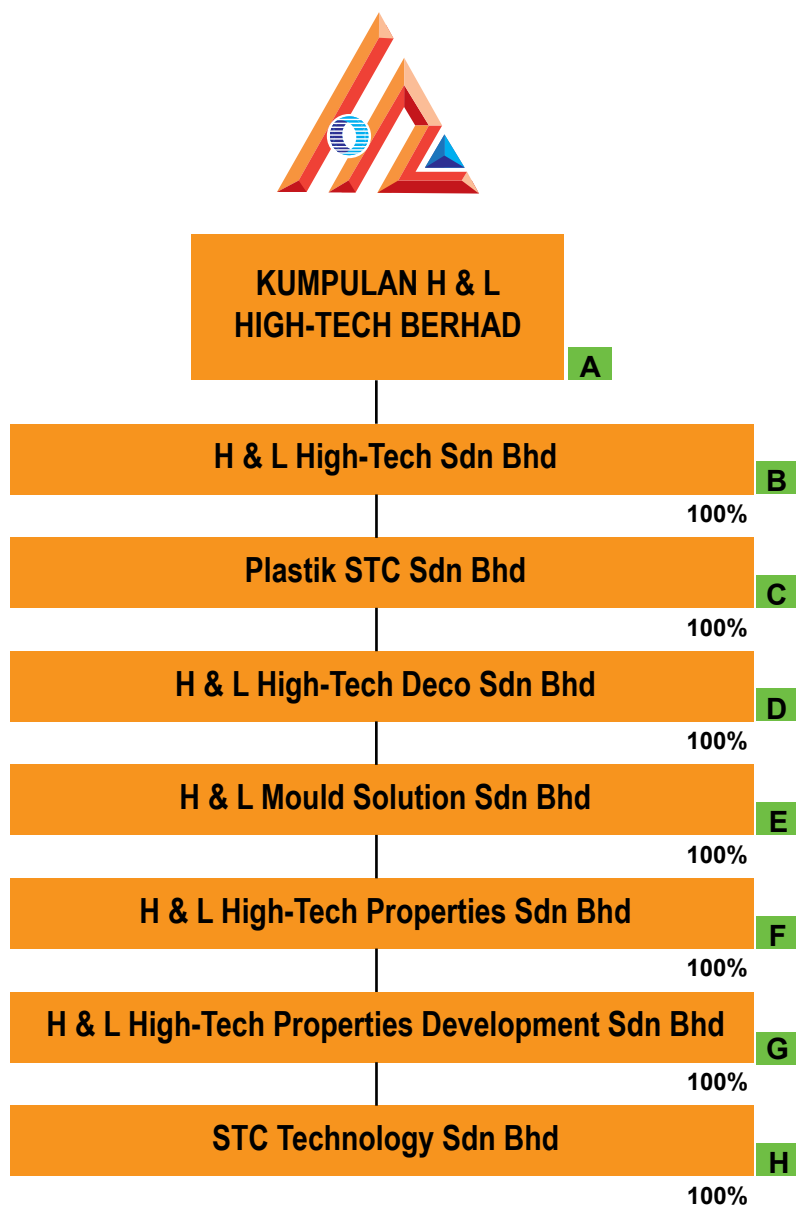 KUMPULAN H & L
HIGH-TECH BERHAD
A
H & L High-Tech Sdn Bhd
B
100%
Plastik STC Sdn Bhd
C
100%
H & L High-Tech Deco Sdn Bhd
D
100%
H & L Mould Solution Sdn Bhd
E
100%
H & L High-Tech Properties Sdn Bhd
F
100%
H & L High-Tech Properties Development Sdn Bhd
G
100%
STC Technology Sdn Bhd
H
100%